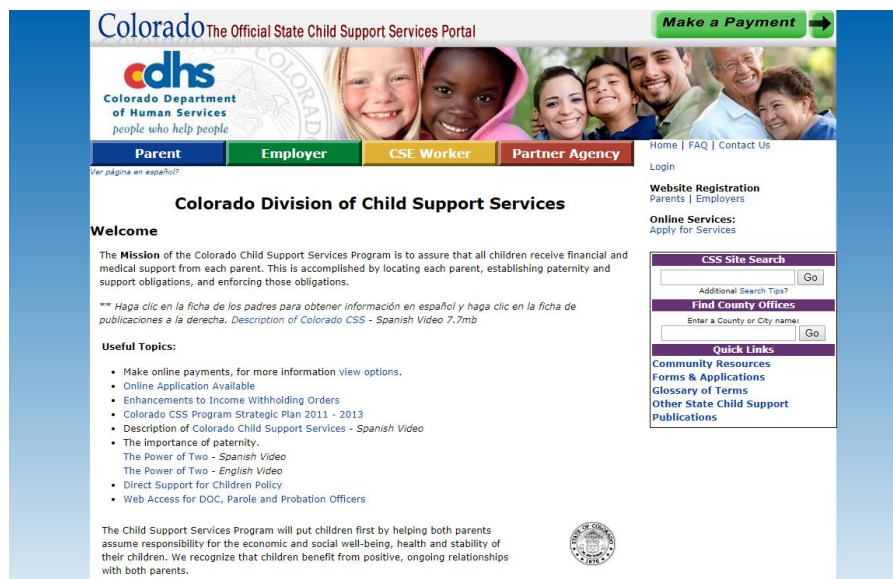 Colorado The Official State Child Support Services Portal
Make a Payment
COLORADO
cdhs
Colorado Department
of Human Services
people who help people
Parent
Employer
CSE Worker
Partner Agency
Home | FAQ | Contact Us
Ver página en español?
Login
Website Registration
Parents | Employers
Online Services:
Apply for Services
Colorado Division of Child Support Services
Welcome
The Mission of the Colorado Child Support Services Program is to assure that all children receive financial and
medical support from each parent. This is accomplished by locating each parent, establishing paternity and
support obligations, and enforcing those obligations.
** Haga clic en la ficha de los padres para obtener información en español y haga clic en la ficha de
publicaciones a la derecha. Description of Colorado CSS - Spanish Video 7.7mb
Useful Topics:
• Make online payments, for more information view options.
• Online Application Available
• Enhancements to Income Withholding Orders
• Colorado CSS Program Strategic Plan 2011 - 2013
• Description of Colorado Child Support Services - Spanish Video
• The importance of paternity.
The Power of Two - Spanish Video
The Power of Two - English Video
• Direct Support for Children Policy
• Web Access for DOC, Parole and Probation Officers
CSS Site Search
Go
Additional Search Tips?
Find County Offices
Enter a County or City name:
Go
Quick Links
Community Resources
Forms & Applications
Glossary of Terms
Other State Child Support
Publications
The Child Support Services Program will put children first by helping both parents
assume responsibility for the economic and social well-being, health and stability of
their children. We recognize that children benefit from positive, ongoing relationships
with both parents.
STATE OF COLORADO
1876